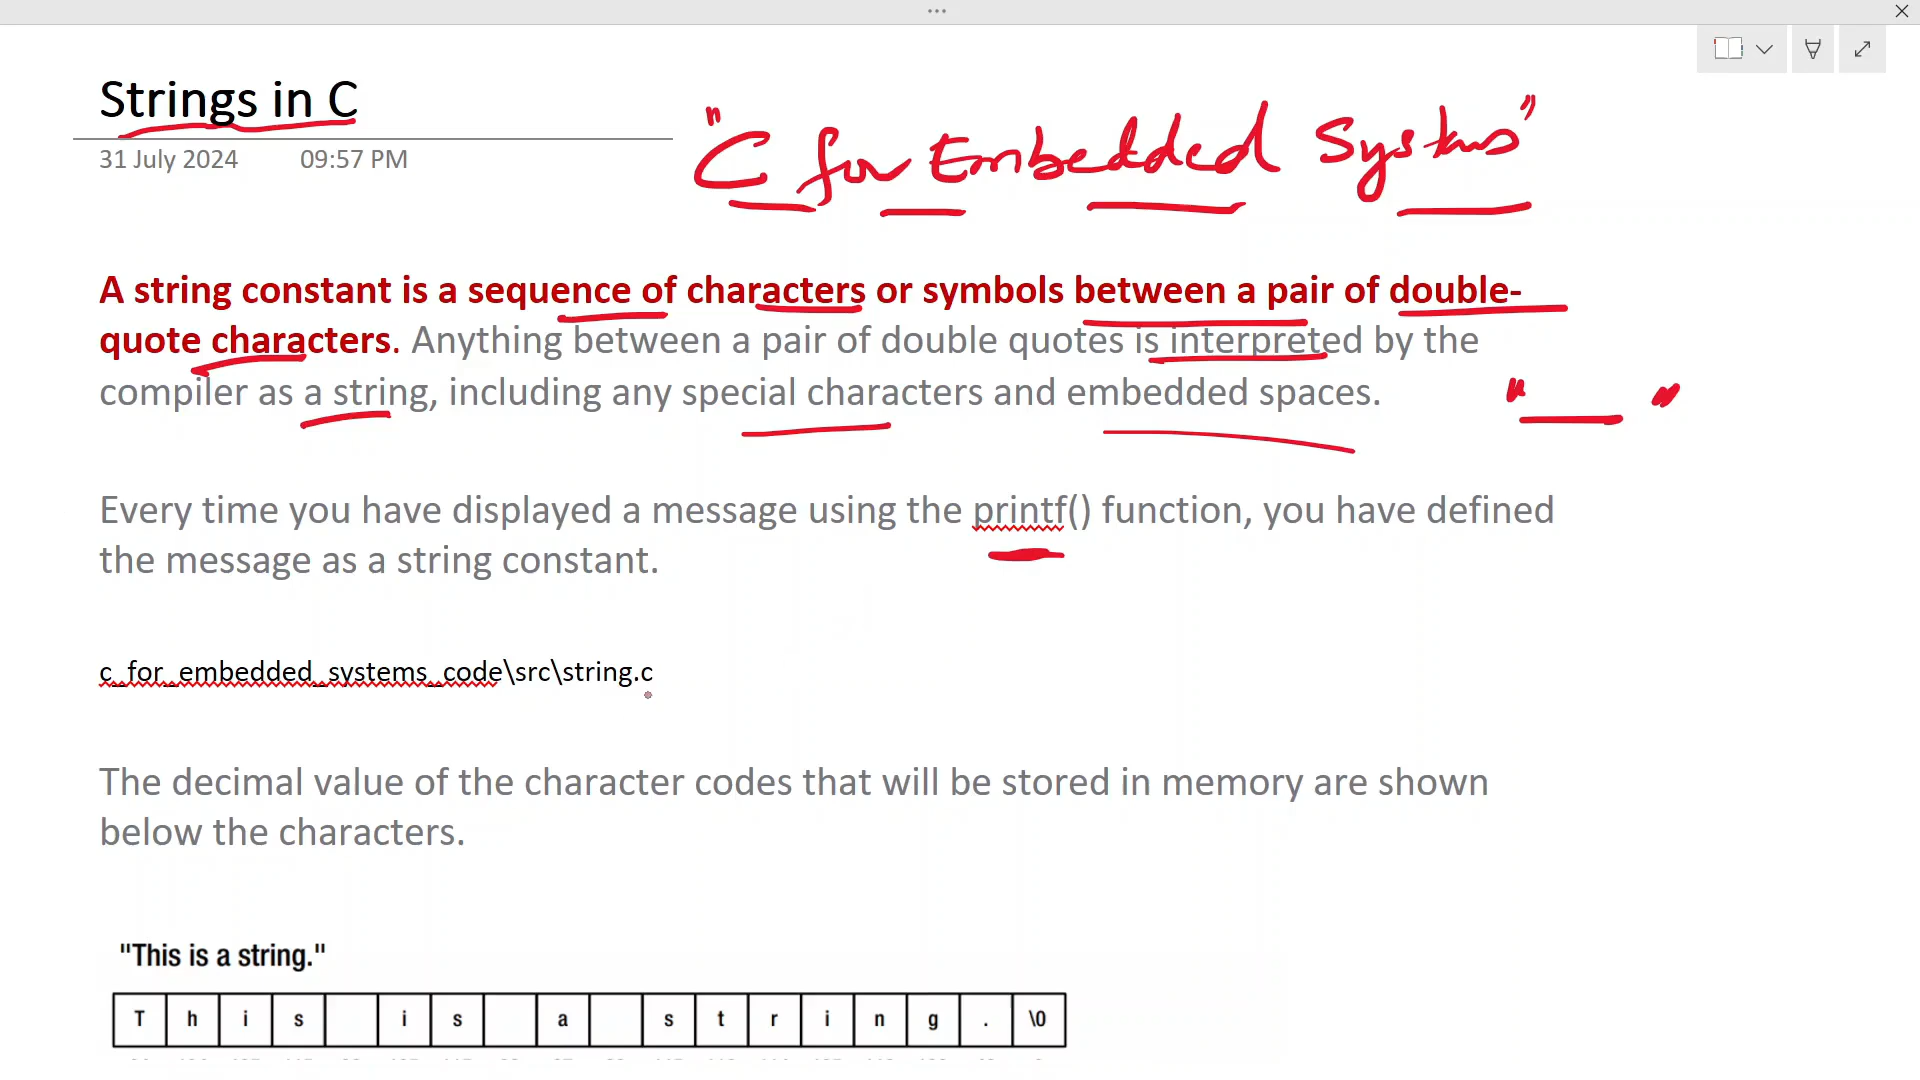 Strings in C
31 July 2024 09:57 PM
"C for Embedded Systems"
A string constant is a sequence of characters or symbols between a pair of double-
quote characters. Anything between a pair of double quotes is interpreted by the
compiler as a string, including any special characters and embedded spaces.
" "
Every time you have displayed a message using the printf() function, you have defined
the message as a string constant.
c_for_embedded_systems_code\src\string.c
The decimal value of the character codes that will be stored in memory are shown
below the characters.
"This is a string."
T h i s i s a s t r i n g . \0